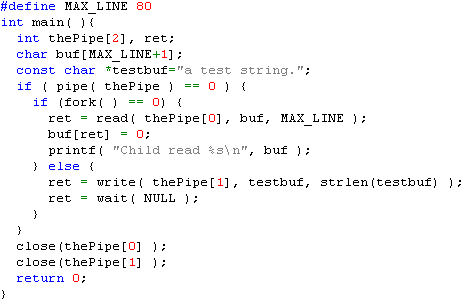 #define MAX_LINE 80
int main( ){
  int thePipe[2], ret;
  char buf[MAX_LINE+1];
  const char *testbuf="a test string.";
  if ( pipe( thePipe ) == 0 ) {
    if (fork( ) == 0) {
      ret = read( thePipe[0], buf, MAX_LINE );
      buf[ret] = 0;
      printf( "Child read %s\n", buf );
    } else {
      ret = write( thePipe[1], testbuf, strlen(testbuf) );
      ret = wait( NULL );
    }
  }
  close(thePipe[0] );
  close(thePipe[1] );
  return 0;
}